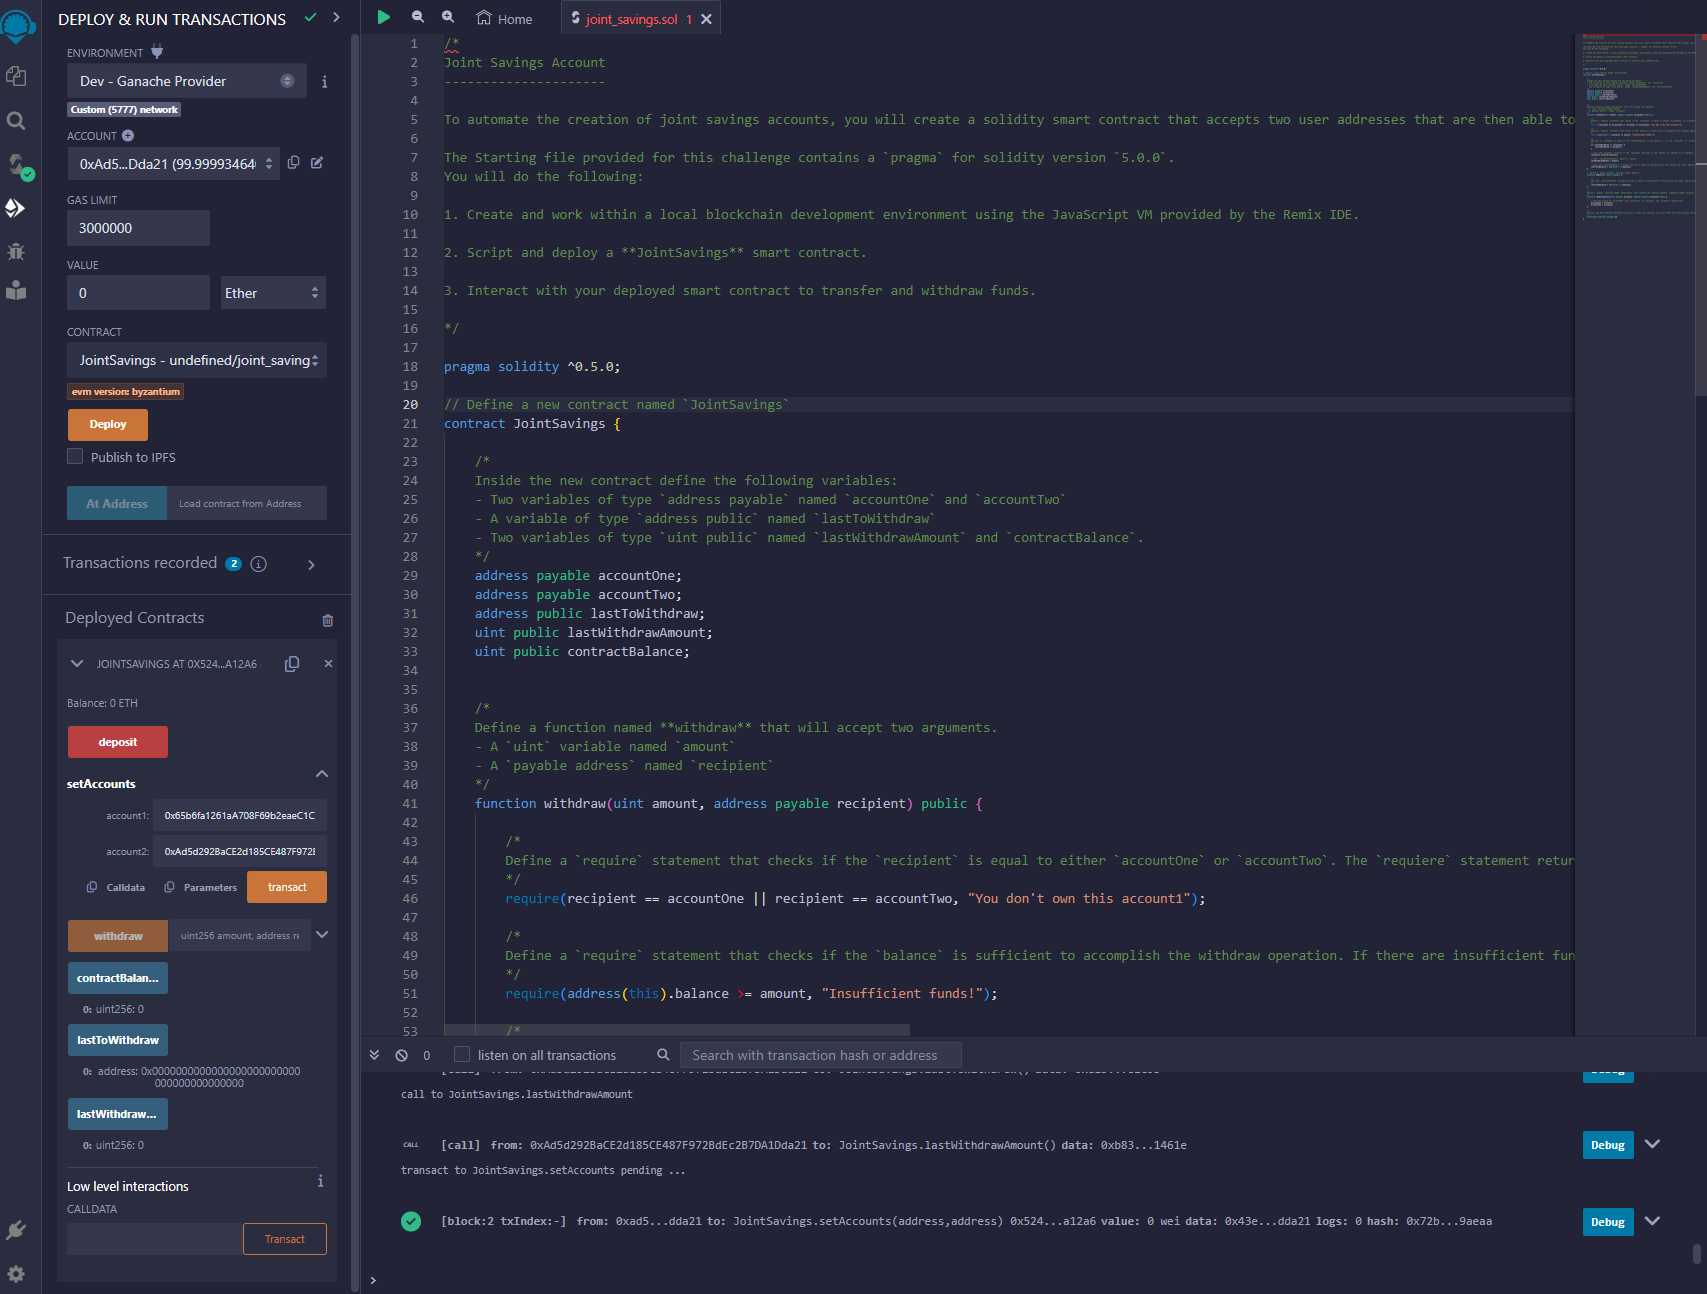 DEPLOY & RUN TRANSACTIONS
ENVIRONMENT
Dev - Ganache Provider
Custom (5777) network
ACCOUNT
0xAd5...Dda21 (99.99993464
GAS LIMIT
3000000
VALUE
0
Ether
CONTRACT
JointSavings - undefined/joint_saving
evm version: byzantium
Deploy
Publish to IPFS
At Address
Load contract from Address
Transactions recorded 2
Deployed Contracts
JOINTSAVINGS AT 0X524...A12A6
Balance: 0 ETH
deposit
setAccounts
account1: 0x65b6fa1261aA708F69b2eaeC1C
account2: 0xAd5d292BaCE2d185CE487F972
Calldata Parameters transact
withdraw uint256 amount, address re
contractBalan...
0: uint256: 0
lastToWithdraw
0: address: 0x00000000000000000000000000
00000000000000
lastWithdraw...
0: uint256: 0
Low level interactions
CALLDATA
Transact
Home
joint_savings.sol 1
1 /*
2 Joint Savings Account
3 ---------------------
4
5 To automate the creation of joint savings accounts, you will create a solidity smart contract that accepts two user addresses that are then able to
6
7 The Starting file provided for this challenge contains a `pragma` for solidity version `5.0.0`.
8 You will do the following:
9
10 1. Create and work within a local blockchain development environment using the JavaScript VM provided by the Remix IDE.
11
12 2. Script and deploy a **JointSavings** smart contract.
13
14 3. Interact with your deployed smart contract to transfer and withdraw funds.
15
16 */
17
18 pragma solidity ^0.5.0;
19
20 // Define a new contract named `JointSavings`
21 contract JointSavings {
22
23 /*
24 Inside the new contract define the following variables:
25 - Two variables of type `address payable` named `accountOne` and `accountTwo`
26 - A variable of type `address public` named `lastToWithdraw`
27 - Two variables of type `uint public` named `lastWithdrawAmount` and `contractBalance`.
28 */
29 address payable accountOne;
30 address payable accountTwo;
31 address public lastToWithdraw;
32 uint public lastWithdrawAmount;
33 uint public contractBalance;
34
35
36 /*
37 Define a function named **withdraw** that will accept two arguments.
38 - A `uint` variable named `amount`
39 - A `payable address` named `recipient`
40 */
41 function withdraw(uint amount, address payable recipient) public {
42
43 /*
44 Define a `require` statement that checks if the `recipient` is equal to either `accountOne` or `accountTwo`. The `requiere` statement retur
45 */
46 require(recipient == accountOne || recipient == accountTwo, "You don't own this account1");
47
48 /*
49 Define a `require` statement that checks if the `balance` is sufficient to accomplish the withdraw operation. If there are insufficient fun
50 */
51 require(address(this).balance >= amount, "Insufficient funds!");
52
53 /*
0 listen on all transactions Search with transaction hash or address
Debug
call to JointSavings.lastWithdrawAmount
CALL [call] from: 0xAd5d292BaCE2d185CE487F972BdEc2B7DA1Dda21 to: JointSavings.lastWithdrawAmount() data: 0xb83...1461e Debug
transact to JointSavings.setAccounts pending ...
[block:2 txIndex:-] from: 0xad5...dda21 to: JointSavings.setAccounts(address,address) 0x524...a12a6 value: 0 wei data: 0x43e...dda21 logs: 0 hash: 0x72b...9aeaa Debug
>